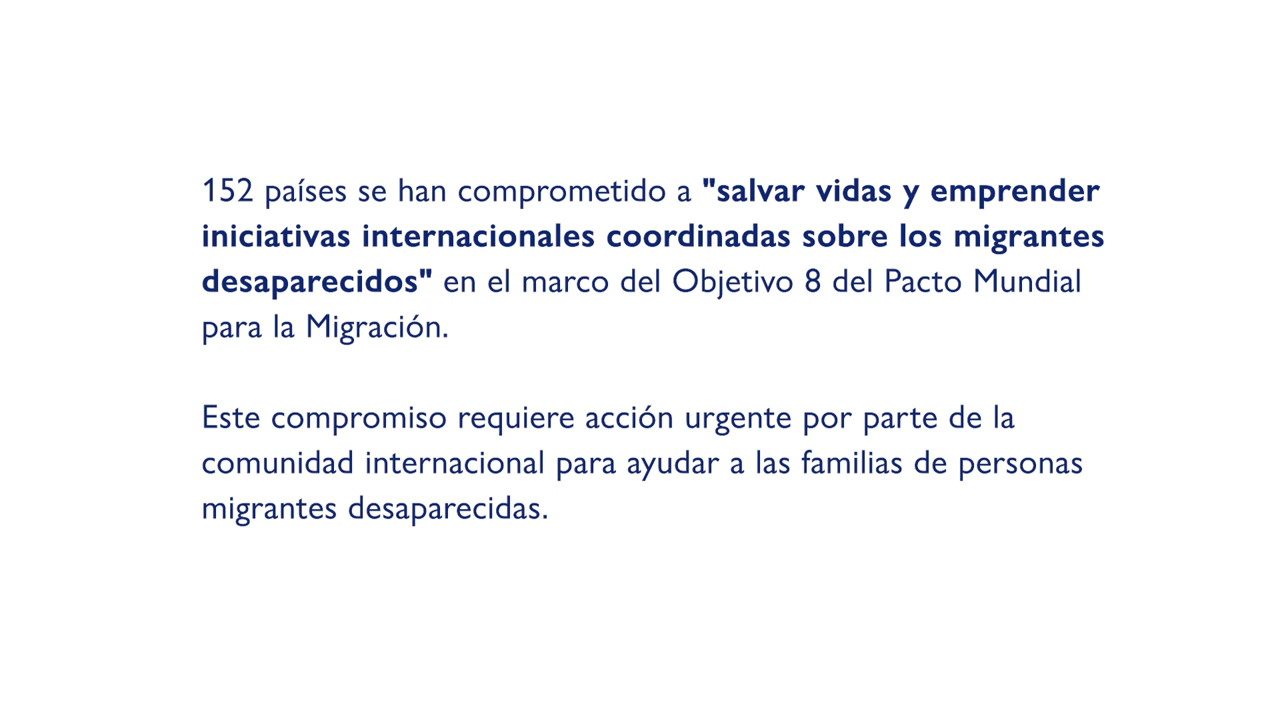 152 países se han comprometido a "salvar vidas y emprender
iniciativas internacionales coordinadas sobre los migrantes
desaparecidos" en el marco del Objetivo 8 del Pacto Mundial
para la Migración.
Este compromiso requiere acción urgente por parte de la
comunidad internacional para ayudar a las familias de personas
migrantes desaparecidas.